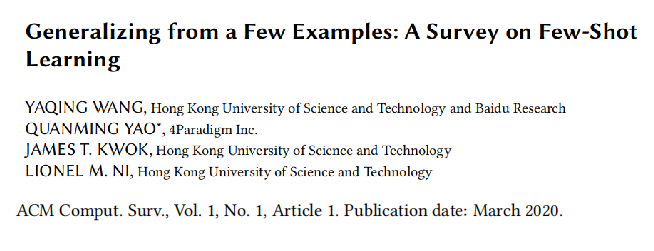 Generalizing from a Few Examples: A Survey on Few-Shot
Learning
YAQING WANG, Hong Kong University of Science and Technology and Baidu Research
QUANMING YAO*, 4Paradigm Inc.
JAMES T. KWOK, Hong Kong University of Science and Technology
LIONEL M. NI, Hong Kong University of Science and Technology
ACM Comput. Surv., Vol. 1, No. 1, Article 1. Publication date: March 2020.